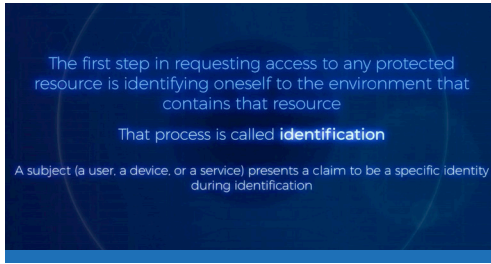 The first step in requesting access to any protected
resource is identifying oneself to the environment that
contains that resource
That process is called identification
A subject (a user, a device, or a service) presents a claim to be a specific identity
during identification